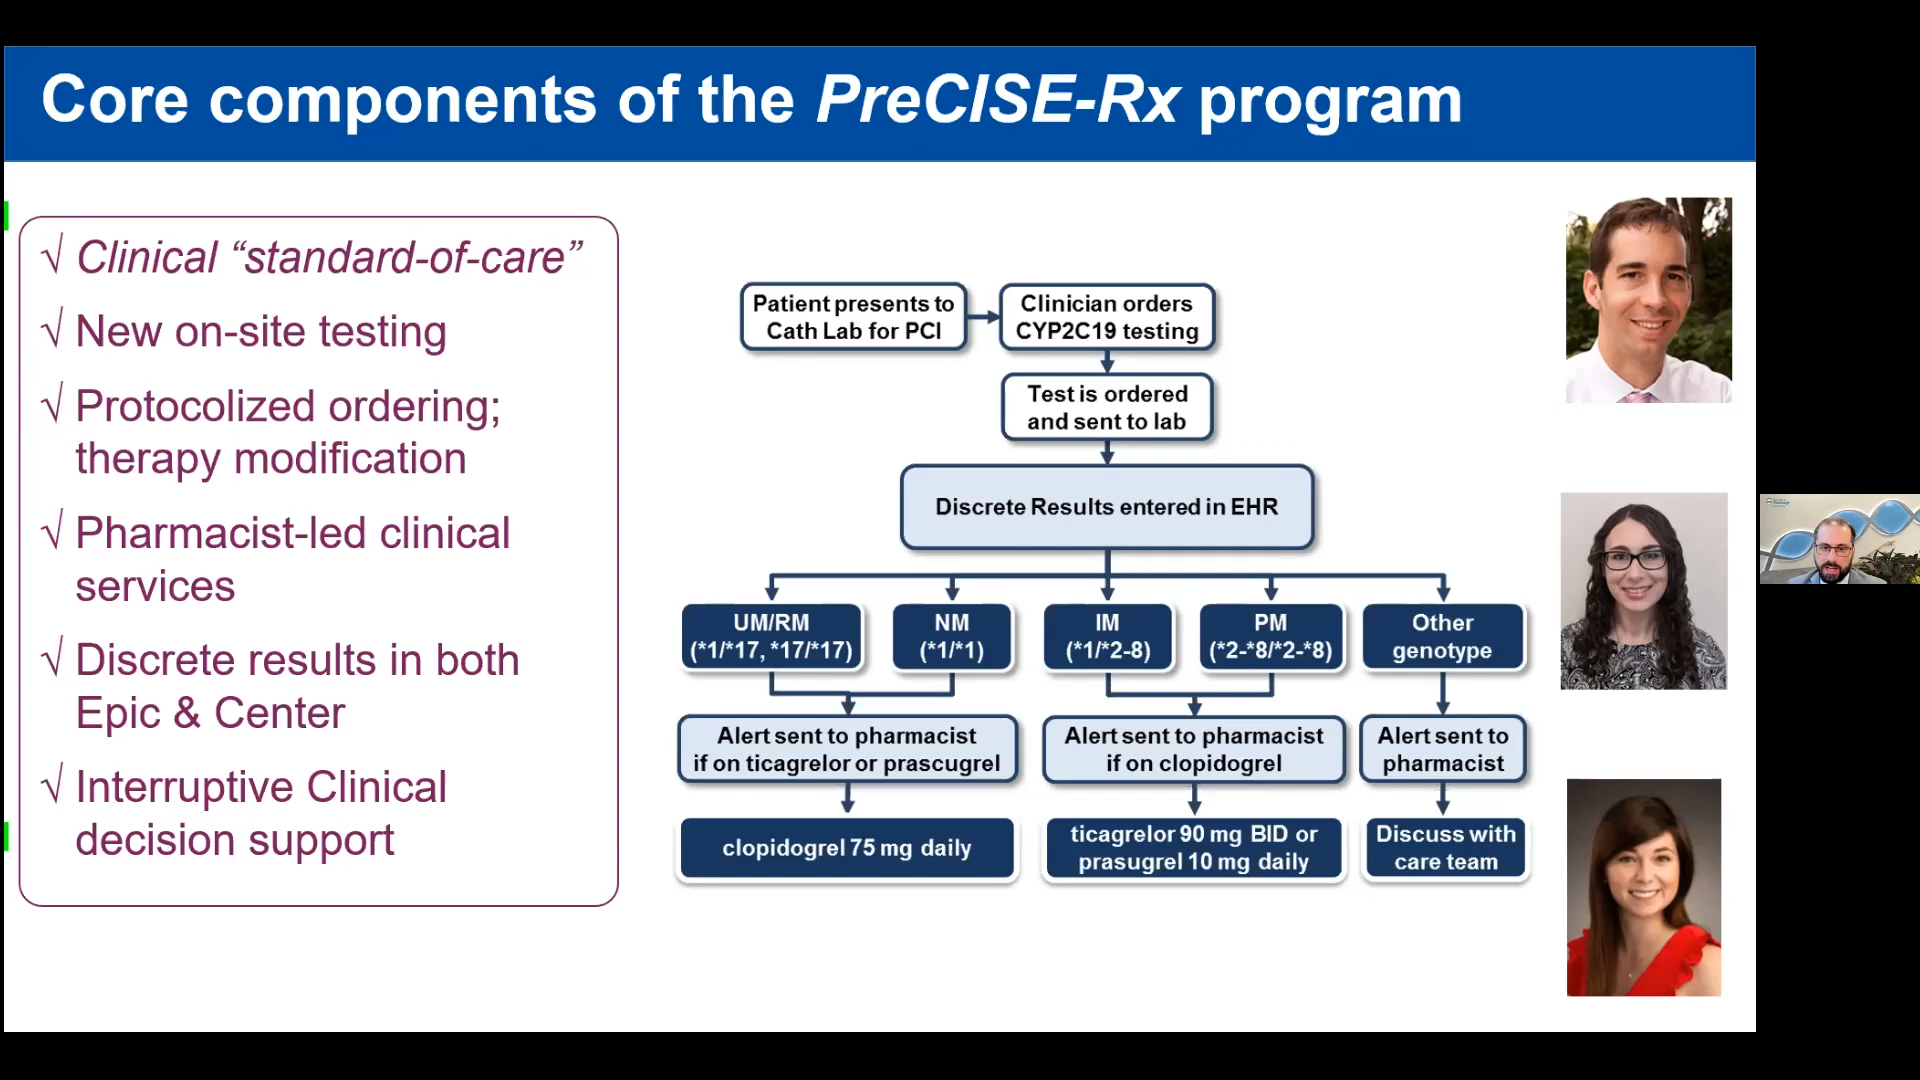 Core components of the PreCISE-Rx program
√ Clinical “standard-of-care”
√ New on-site testing
√ Protocolized ordering;
therapy modification
√ Pharmacist-led clinical
services
√ Discrete results in both
Epic & Center
√ Interruptive Clinical
decision support
Patient presents to
Cath Lab for PCI
Clinician orders
CYP2C19 testing
Test is ordered
and sent to lab
Discrete Results entered in EHR
UM/RM
(*1/*17, *17/*17)
NM
(*1/*1)
IM
(*1/*2-8)
PM
(*2-*8/*2-*8)
Other
genotype
Alert sent to pharmacist
if on ticagrelor or prascugrel
Alert sent to pharmacist
if on clopidogrel
Alert sent to
pharmacist
clopidogrel 75 mg daily
ticagrelor 90 mg BID or
prasugrel 10 mg daily
Discuss with
care team